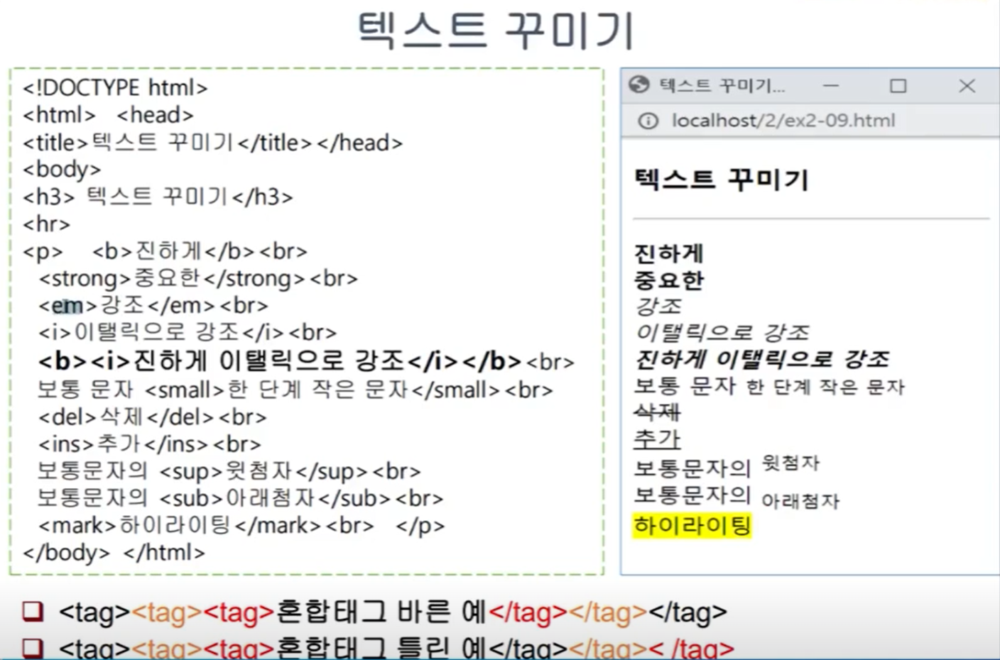 텍스트 꾸미기
<!DOCTYPE html>
<html> <head>
<title>텍스트 꾸미기</title></head>
<body>
<h3> 텍스트 꾸미기</h3>
<hr>
<p> <b>진하게</b><br>
<strong>중요한</strong><br>
<em>강조</em><br>
<i>이탤릭으로 강조</i><br>
<b><i>진하게 이탤릭으로 강조</i></b><br>
보통 문자 <small>한 단계 작은 문자</small><br>
<del>삭제</del><br>
<ins>추가</ins><br>
보통문자의 <sup>윗첨자</sup><br>
보통문자의 <sub>아래첨자</sub><br>
<mark>하이라이팅</mark><br> </p>
</body> </html>
텍스트 꾸미기...
localhost/2/ex2-09.html
텍스트 꾸미기
진하게
중요한
강조
이탤릭으로 강조
진하게 이탤릭으로 강조
보통 문자 한 단계 작은 문자
삭제
추가
보통문자의 윗첨자
보통문자의 아래첨자
하이라이팅
<tag><tag><tag>혼합태그 바른 예</tag></tag></tag>
<tag><tag><tag>혼합태그 틀린 예</tag></tag>< /tag>